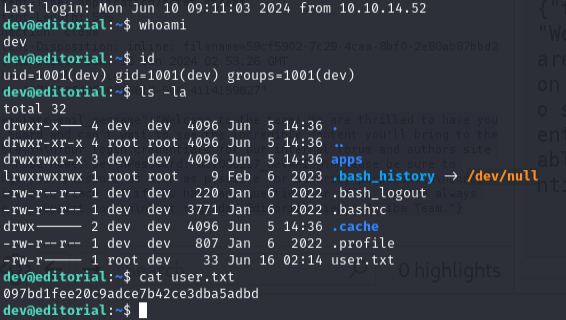 Last login: Mon Jun 10 09:11:03 2024 from 10.10.14.52
dev@editorial:~$ whoami
dev
dev@editorial:~$ id
uid=1001(dev) gid=1001(dev) groups=1001(dev)
dev@editorial:~$ ls -la
total 32
drwxr-x--- 4 dev  dev  4096 Jun  5 14:36 .
drwxr-xr-x 4 root root 4096 Jun  5 14:36 ..
drwxrwxr-x 3 dev  dev  4096 Jun  5 14:36 apps
lrwxrwxrwx 1 root root    9 Feb  6  2023 .bash_history -> /dev/null
-rw-r--r-- 1 dev  dev   220 Jan  6  2022 .bash_logout
-rw-r--r-- 1 dev  dev  3771 Jan  6  2022 .bashrc
drwx------ 2 dev  dev  4096 Jun  5 14:36 .cache
-rw-r--r-- 1 dev  dev   807 Jan  6  2022 .profile
-rw-r----- 1 root dev    33 Jun 16 02:14 user.txt
dev@editorial:~$ cat user.txt
097bd1fee20c9adce7b42ce3dba5adbd
0 highlights
dev@editorial:~$